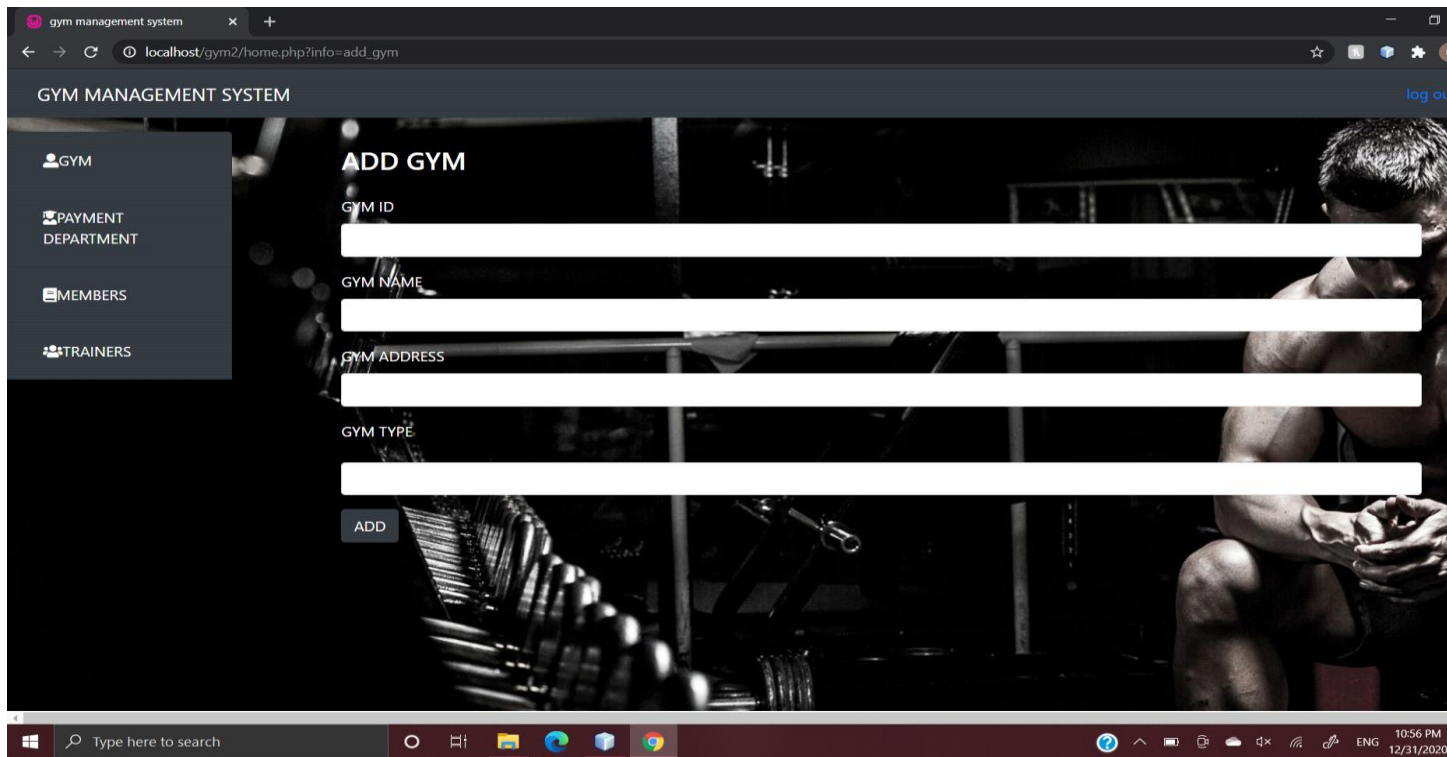 gym management system
localhost/gym2/home.php?info=add_gym
GYM MANAGEMENT SYSTEM
log ou
GYM
PAYMENT
DEPARTMENT
MEMBERS
TRAINERS
ADD GYM
GYM ID
GYM NAME
GYM ADDRESS
GYM TYPE
ADD
Type here to search
ENG
10:56 PM
12/31/2020